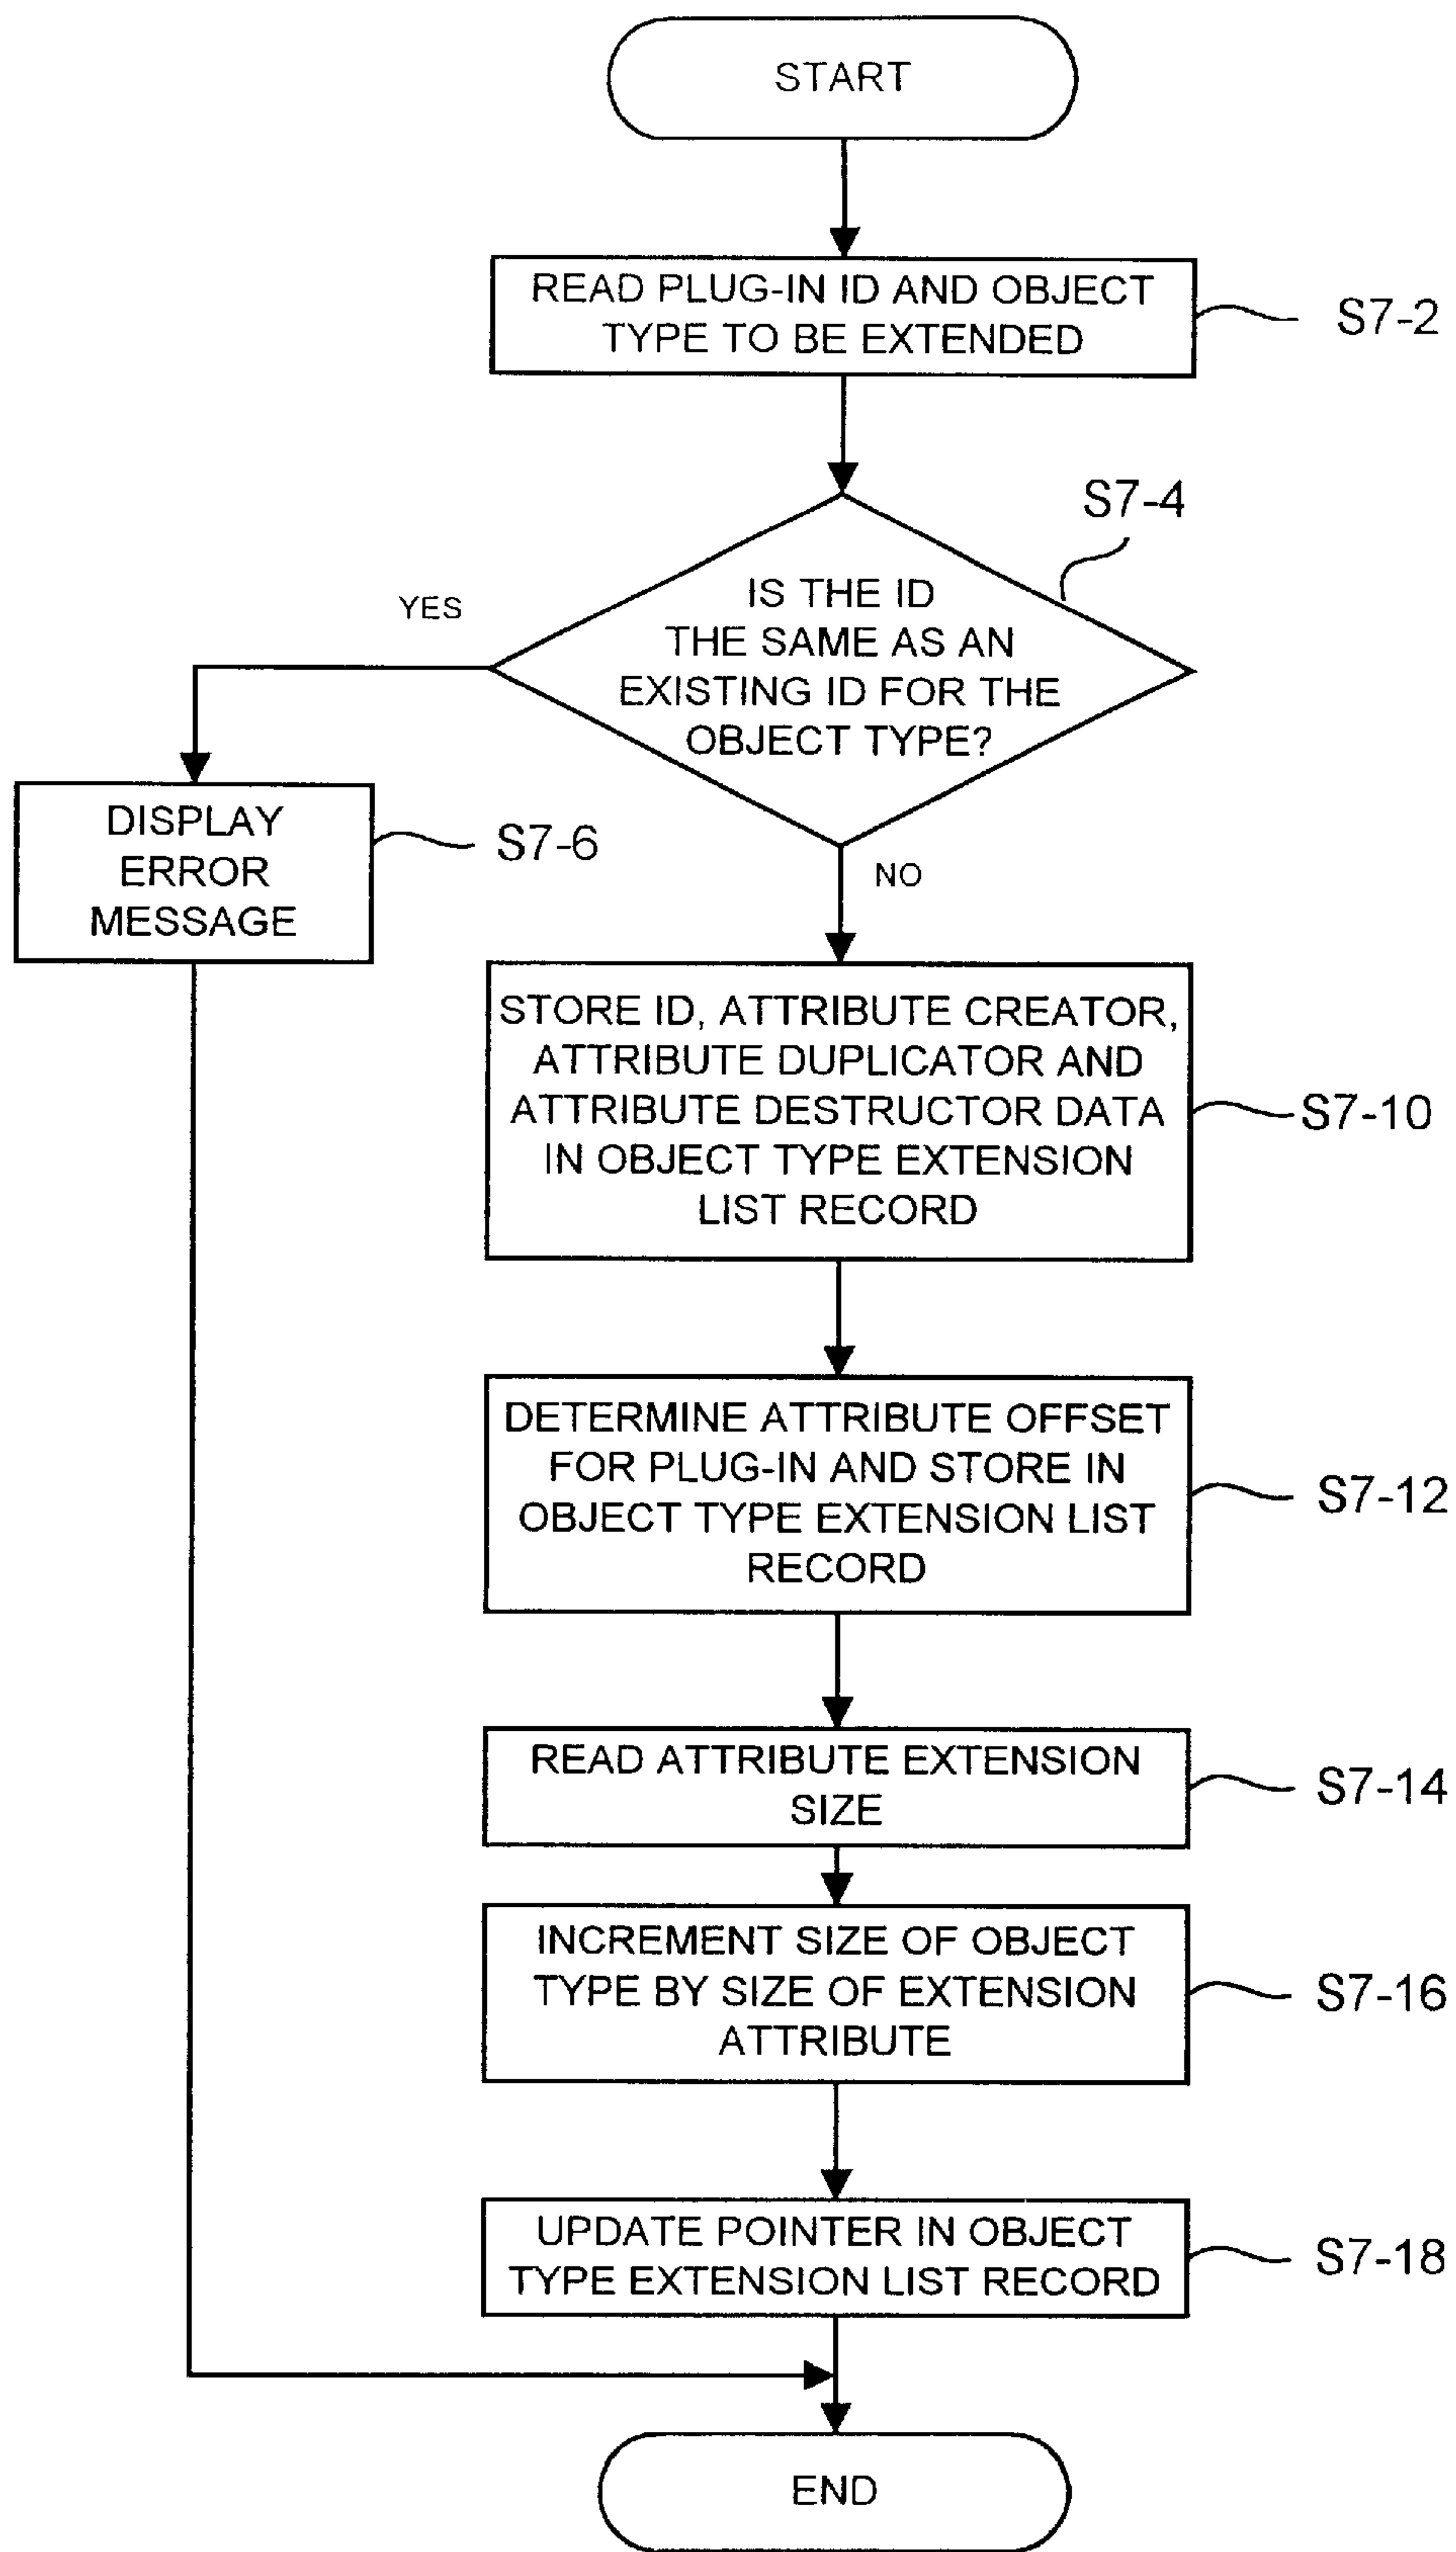 START
READ PLUG-IN ID AND OBJECT
TYPE TO BE EXTENDED
S7-2
S7-4
IS THE ID
THE SAME AS AN
EXISTING ID FOR THE
OBJECT TYPE?
YES
DISPLAY
ERROR
MESSAGE
S7-6
NO
STORE ID, ATTRIBUTE CREATOR,
ATTRIBUTE DUPLICATOR AND
ATTRIBUTE DESTRUCTOR DATA
IN OBJECT TYPE EXTENSION
LIST RECORD
S7-10
DETERMINE ATTRIBUTE OFFSET
FOR PLUG-IN AND STORE IN
OBJECT TYPE EXTENSION LIST
RECORD
S7-12
READ ATTRIBUTE EXTENSION
SIZE
S7-14
INCREMENT SIZE OF OBJECT
TYPE BY SIZE OF EXTENSION
ATTRIBUTE
S7-16
UPDATE POINTER IN OBJECT
TYPE EXTENSION LIST RECORD
S7-18
END